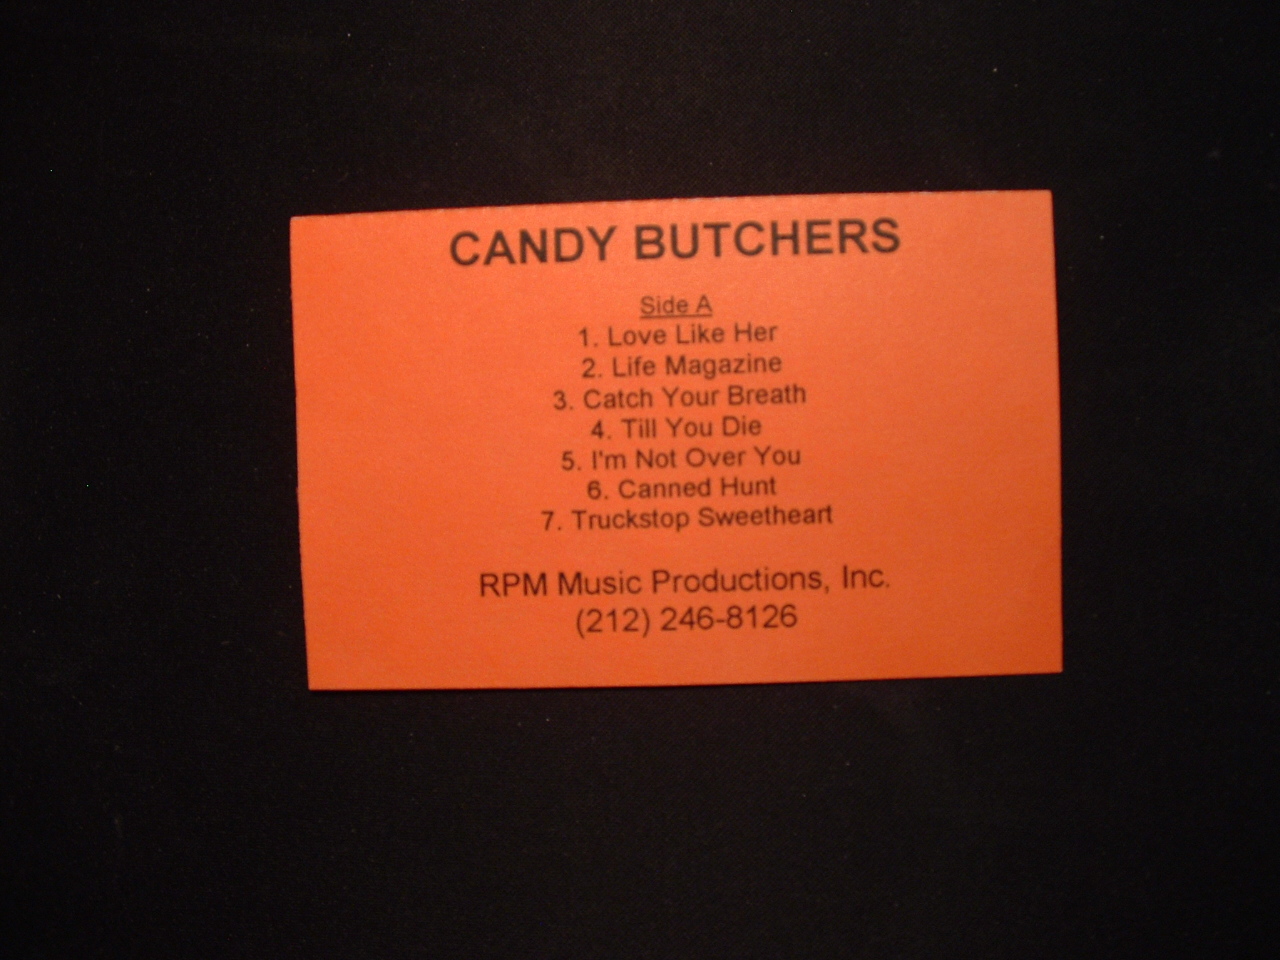 CANDY BUTCHERS
Side A
1. Love Like Her
2. Life Magazine
3. Catch Your Breath
4. Till You Die
5. I'm Not Over You
6. Canned Hunt
7. Truckstop Sweetheart
RPM Music Productions, Inc.
(212) 246-8126